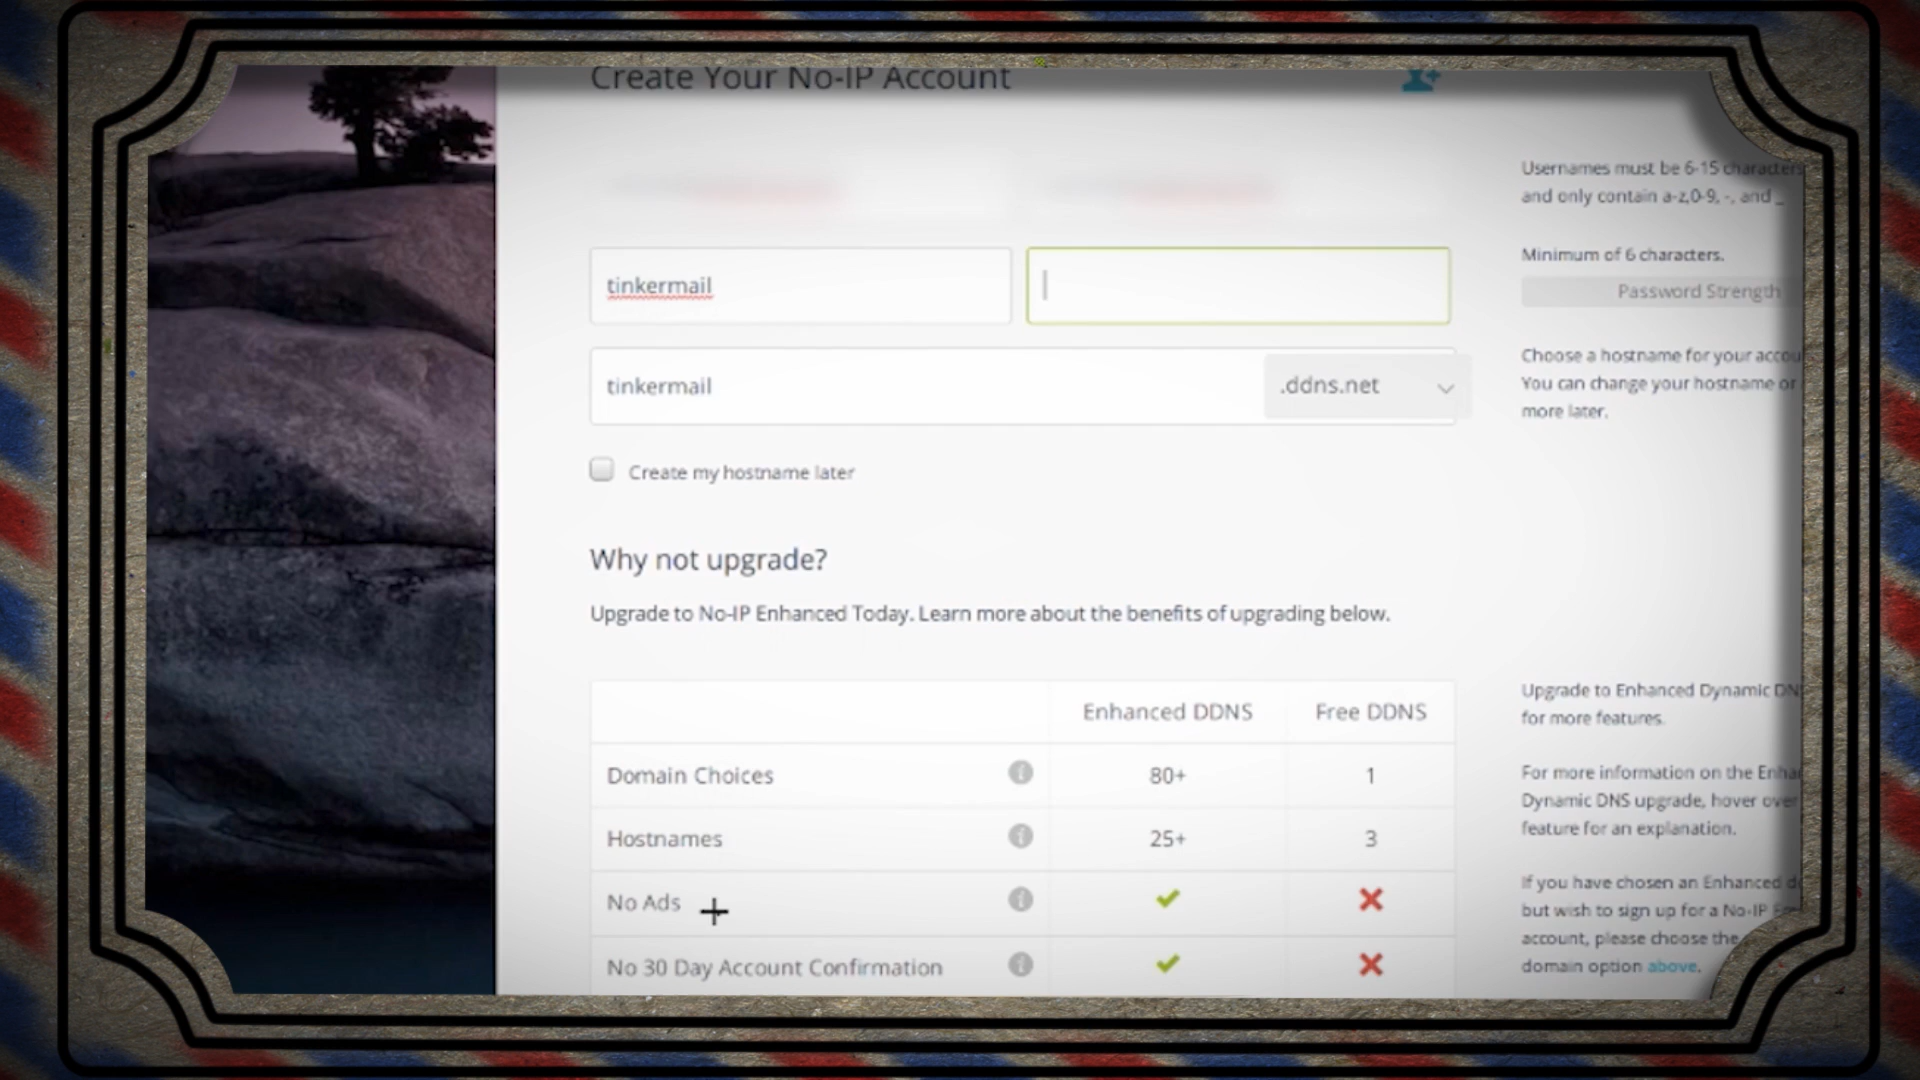 Create Your No-IP Account
Usernames must be 6-15 characters
and only contain a-z,0-9, -, and _
tinkermail
Minimum of 6 characters.
Password Strength
tinkermail
.ddns.net
Choose a hostname for your accou
You can change your hostname or
more later.
Create my hostname later
Why not upgrade?
Upgrade to No-IP Enhanced Today. Learn more about the benefits of upgrading below.
Enhanced DDNS Free DDNS
Domain Choices 80+ 1
Hostnames 25+ 3
No Ads
No 30 Day Account Confirmation
Upgrade to Enhanced Dynamic DN
for more features.
For more information on the Enha
Dynamic DNS upgrade, hover over
feature for an explanation.
If you have chosen an Enhanced d
but wish to sign up for a No-IP
account, please choose the
domain option above.